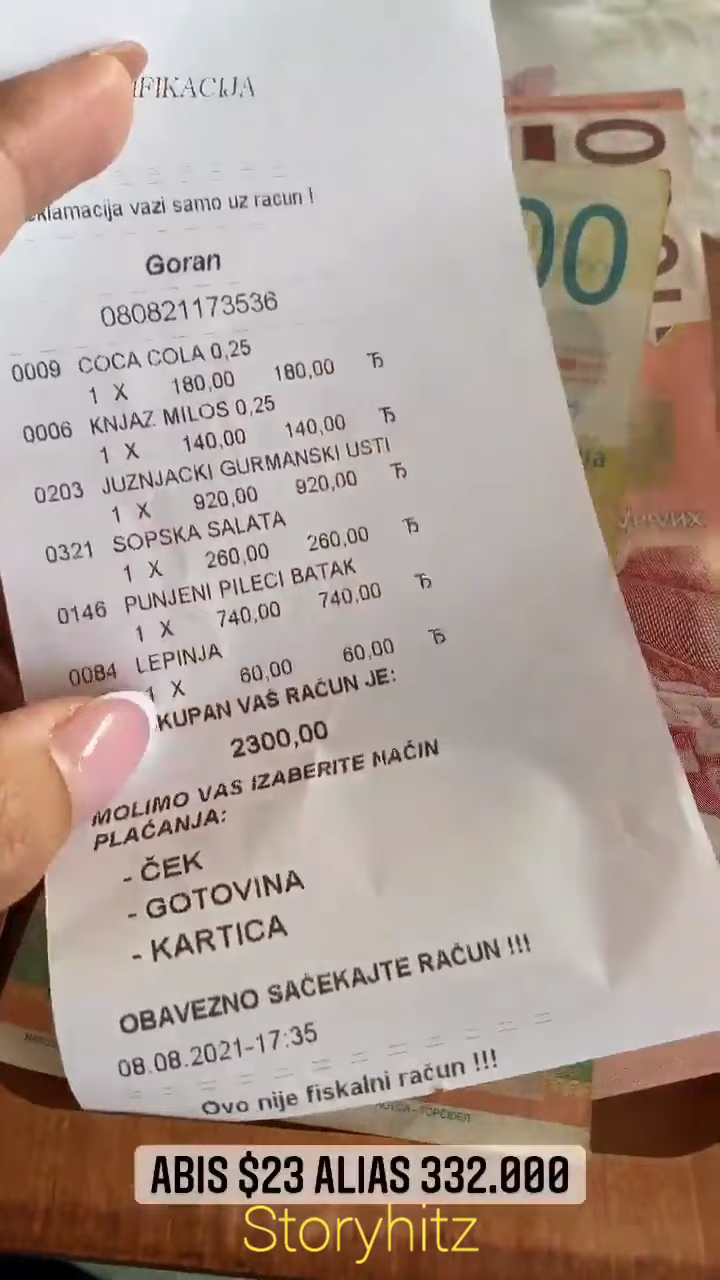 IFIKACIJA
eklamacija vazi samo uz racun !
Goran
080821173536
0009 COCA COLA 0,25
1 X 180,00 180,00 Ђ
0006 KNJAZ MILOS 0,25
1 X 140,00 140,00 Ђ
0203 JUZNJACKI GURMANSKI USTI
1 X 920,00 920,00 Ђ
0321 SOPSKA SALATA
1 X 260,00 260,00 Ђ
0146 PUNJENI PILECI BATAK
1 X 740,00 740,00 Ђ
0084 LEPINJA
1 X 60,00 60,00 Ђ
KUPAN VAŠ RAČUN JE:
2300,00
MOLIMO VAS IZABERITE NAČIN
PLAĆANJA:
- ČEK
- GOTOVINA
- KARTICA
OBAVEZNO SAČEKAJTE RAČUN !!!
08.08.2021-17:35
Ovo nije fiskalni račun !!!
TOPČIDER
ABIS $23 ALIAS 332.000
Storyhitz